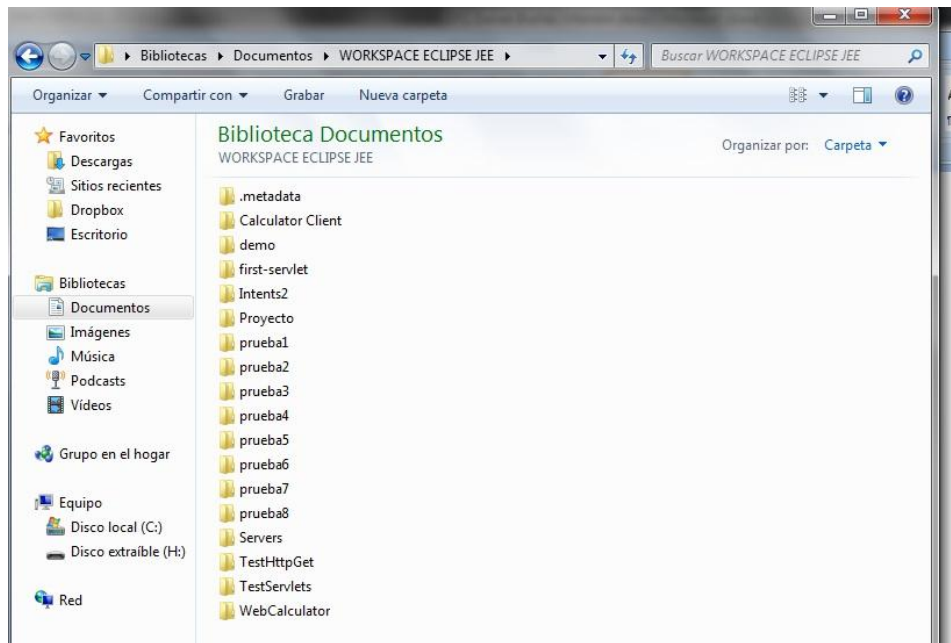 Bibliotecas Documentos WORKSPACE ECLIPSE JEE
Buscar WORKSPACE ECLIPSE JEE
Organizar Compartir con Grabar Nueva carpeta
Favoritos
Descargas
Sitios recientes
Dropbox
Escritorio
Bibliotecas
Documentos
Imágenes
Música
Podcasts
Vídeos
Grupo en el hogar
Equipo
Disco local (C:)
Disco extraíble (H:)
Red
Biblioteca Documentos
WORKSPACE ECLIPSE JEE
Organizar por: Carpeta
.metadata
Calculator Client
demo
first-servlet
Intents2
Proyecto
prueba1
prueba2
prueba3
prueba4
prueba5
prueba6
prueba7
prueba8
Servers
TestHttpGet
TestServlets
WebCalculator